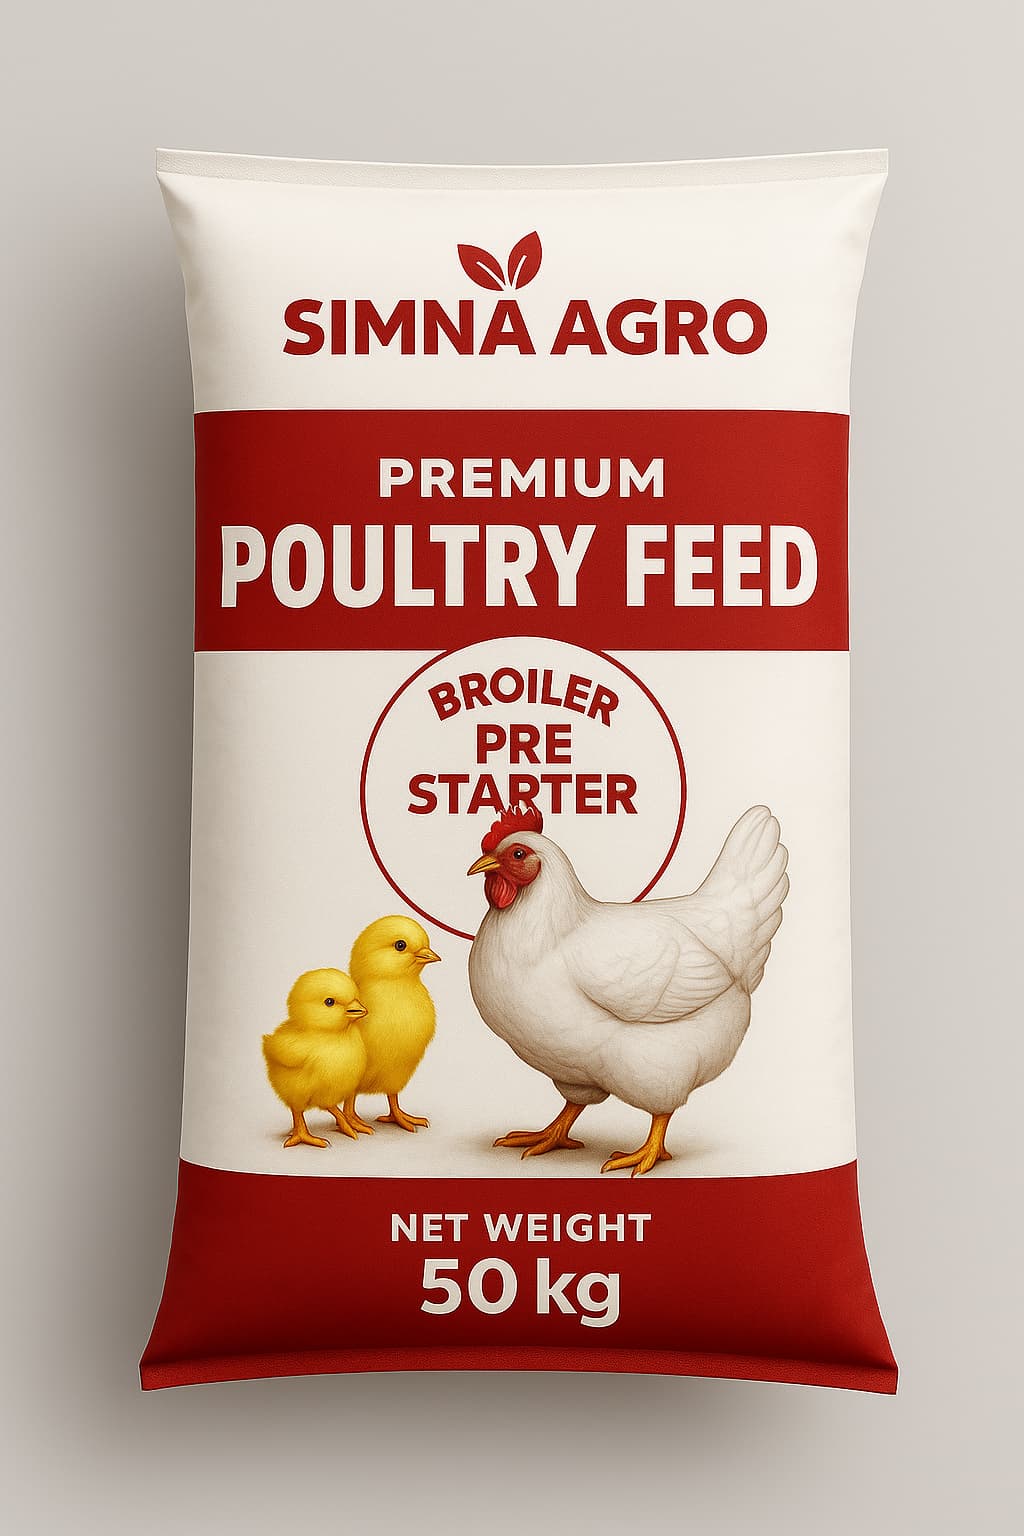 SIMNA AGRO
PREMIUM
POULTRY FEED
BROILER
PRE
STARTER
NET WEIGHT
50 kg